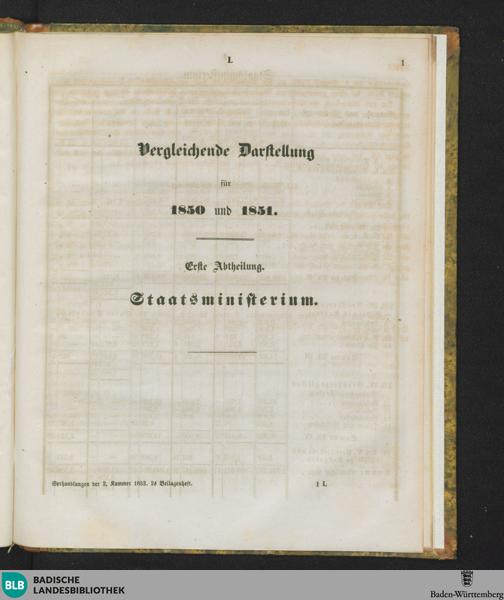 I.
1
Vergleichende Darstellung
für
1850 und 1851.
Erste Abtheilung.
Staatsministerium.
Verhandlungen der 2. Kammer 1853. 2s Beilagenheft.
1 I.
BLB
BADISCHE
LANDESBIBLIOTHEK
Baden-Württemberg